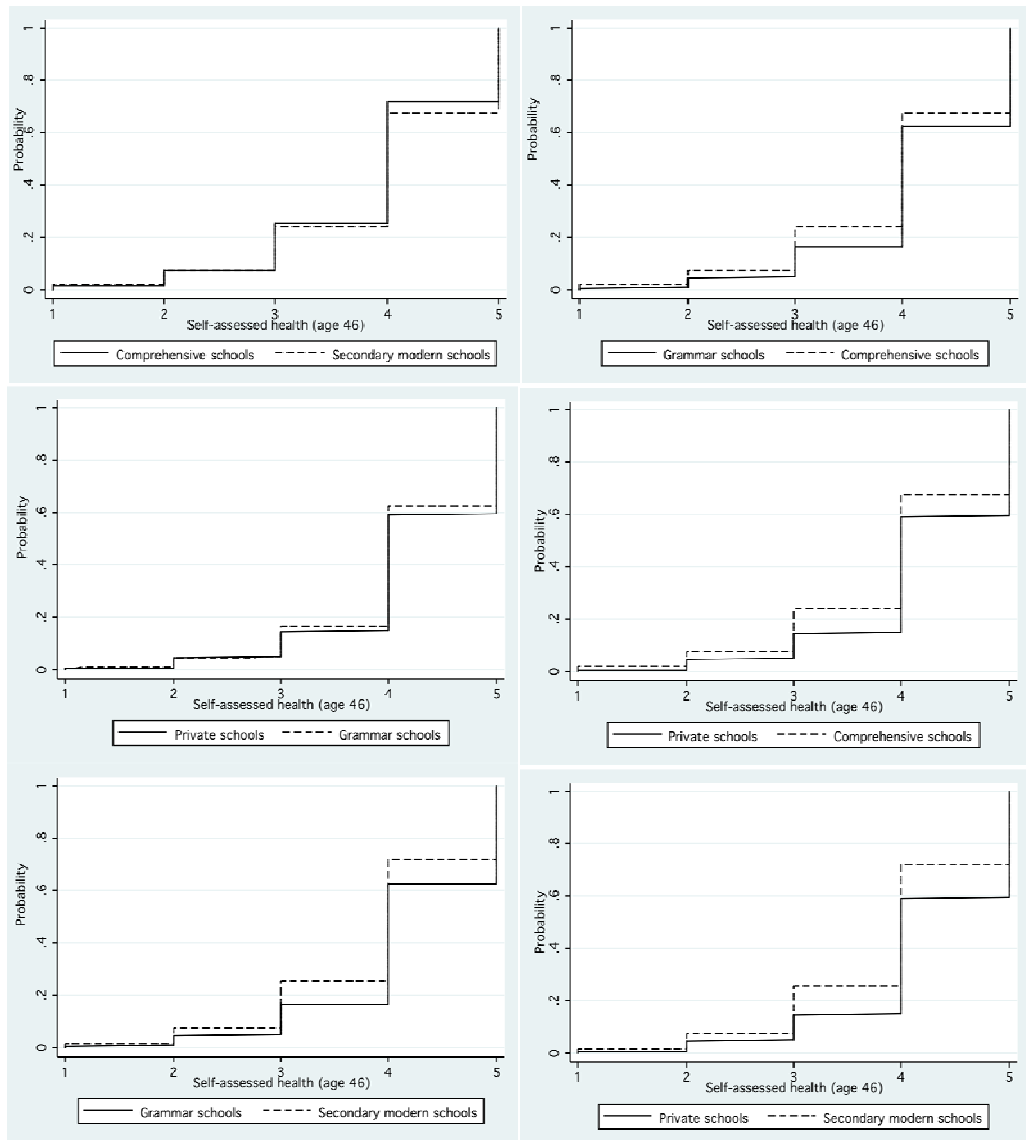 Probability
1
.8
.6
.4
.2
0
1 2 3 4 5
Self-assessed health (age 46)
Comprehensive schools Secondary modern schools
Probability
1
.8
.6
.4
.2
0
1 2 3 4 5
Self-assessed health (age 46)
Grammar schools Comprehensive schools
Probability
1
.8
.6
.4
.2
0
1 2 3 4 5
Self-assessed health (age 46)
Private schools Grammar schools
Probability
1
.8
.6
.4
.2
0
1 2 3 4 5
Self-assessed health (age 46)
Private schools Comprehensive schools
Probability
1
.8
.6
.4
.2
0
1 2 3 4 5
Self-assessed health (age 46)
Grammar schools Secondary modern schools
Probability
1
.8
.6
.4
.2
0
1 2 3 4 5
Self-assessed health (age 46)
Private schools Secondary modern schools